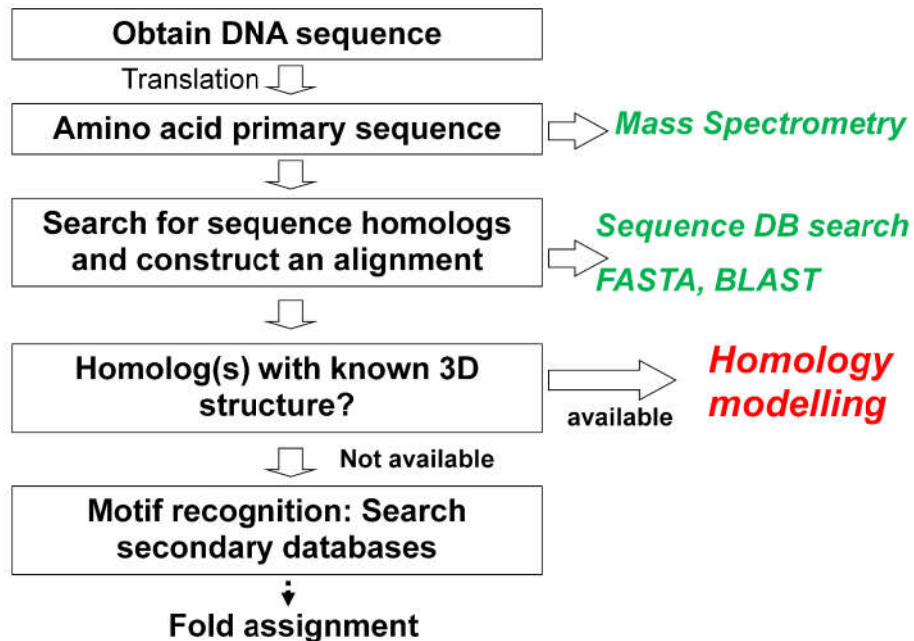 Obtain DNA sequence
Translation
Amino acid primary sequence
Mass Spectrometry
Search for sequence homologs
and construct an alignment
Sequence DB search
FASTA, BLAST
Homolog(s) with known 3D
structure?
available
Homology
modelling
Not available
Motif recognition: Search
secondary databases
Fold assignment